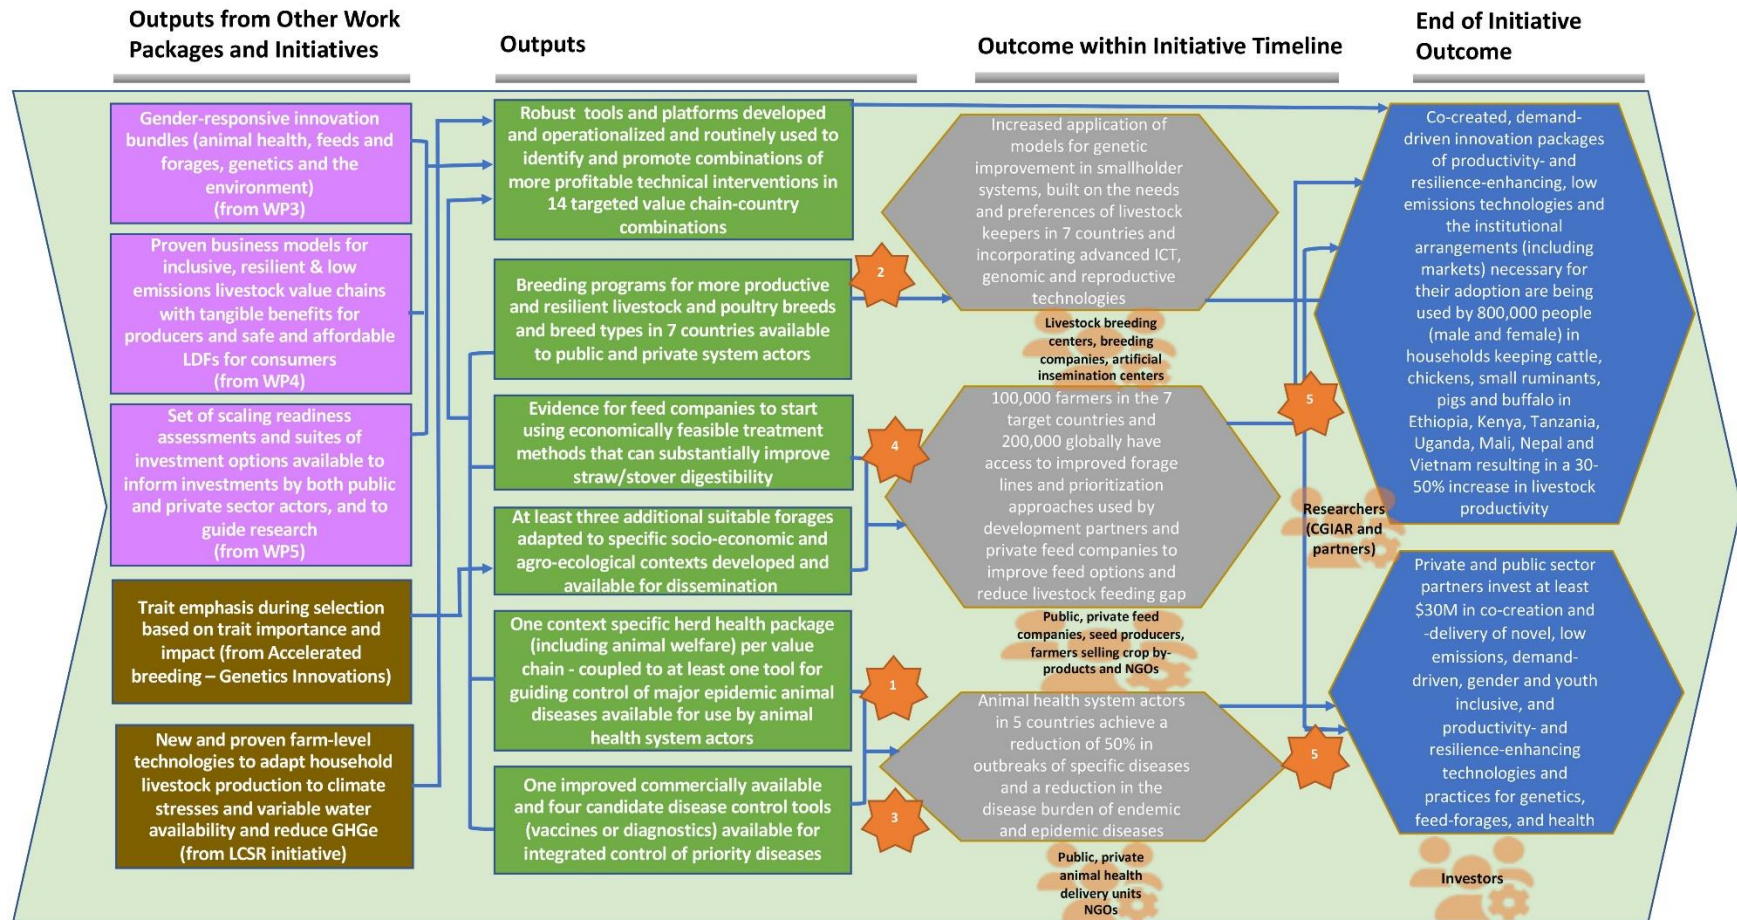 Outputs from Other Work
Packages and Initiatives
Gender-responsive innovation
bundles (animal health, feeds and
forages, genetics and the
environment)
(from WP3)
Proven business models for
inclusive, resilient & low
emissions livestock value chains
with tangible benefits for
producers and safe and affordable
LDFs for consumers
(from WP4)
Set of scaling readiness
assessments and suites of
investment options available to
inform investments by both public
and private sector actors, and to
guide research
(from WP5)
Trait emphasis during selection
based on trait importance and
impact (from Accelerated
breeding – Genetics Innovations)
New and proven farm-level
technologies to adapt household
livestock production to climate
stresses and variable water
availability and reduce GHGe
(from LCSR initiative)
Outputs
Robust tools and platforms developed
and operationalized and routinely used to
identify and promote combinations of
more profitable technical interventions in
14 targeted value chain-country
combinations
Breeding programs for more productive
and resilient livestock and poultry breeds
and breed types in 7 countries available
to public and private system actors
Evidence for feed companies to start
using economically feasible treatment
methods that can substantially improve
straw/stover digestibility
At least three additional suitable forages
adapted to specific socio-economic and
agro-ecological contexts developed and
available for dissemination
One context specific herd health package
(including animal welfare) per value
chain - coupled to at least one tool for
guiding control of major epidemic animal
diseases available for use by animal
health system actors
One improved commercially available
and four candidate disease control tools
(vaccines or diagnostics) available for
integrated control of priority diseases
2
4
1
3
Outcome within Initiative Timeline
Increased application of
models for genetic
improvement in smallholder
systems, built on the needs
and preferences of livestock
keepers in 7 countries and
incorporating advanced ICT,
genomic and reproductive
technologies
Livestock breeding
centers, breeding
companies, artificial
insemination centers
100,000 farmers in the 7
target countries and
200,000 globally have
access to improved forage
lines and prioritization
approaches used by
development partners and
private feed companies to
improve feed options and
reduce livestock feeding gap
Public, private feed
companies, seed producers,
farmers selling crop by-
products and NGOs
Animal health system actors
in 5 countries achieve a
reduction of 50% in
outbreaks of specific diseases
and a reduction in the
disease burden of endemic
and epidemic diseases
Public, private
animal health
delivery units
NGOs
5
5
Researchers
(CGIAR and
partners)
End of Initiative
Outcome
Co-created, demand-
driven innovation packages
of productivity- and
resilience-enhancing, low
emissions technologies and
the institutional
arrangements (including
markets) necessary for
their adoption are being
used by 800,000 people
(male and female) in
households keeping cattle,
chickens, small ruminants,
pigs and buffalo in
Ethiopia, Kenya, Tanzania,
Uganda, Mali, Nepal and
Vietnam resulting in a 30-
50% increase in livestock
productivity
Private and public sector
partners invest at least
$30M in co-creation and
-delivery of novel, low
emissions, demand-
driven, gender and youth
inclusive, and
productivity- and
resilience-enhancing
technologies and
practices for genetics,
feed-forages, and health
Investors